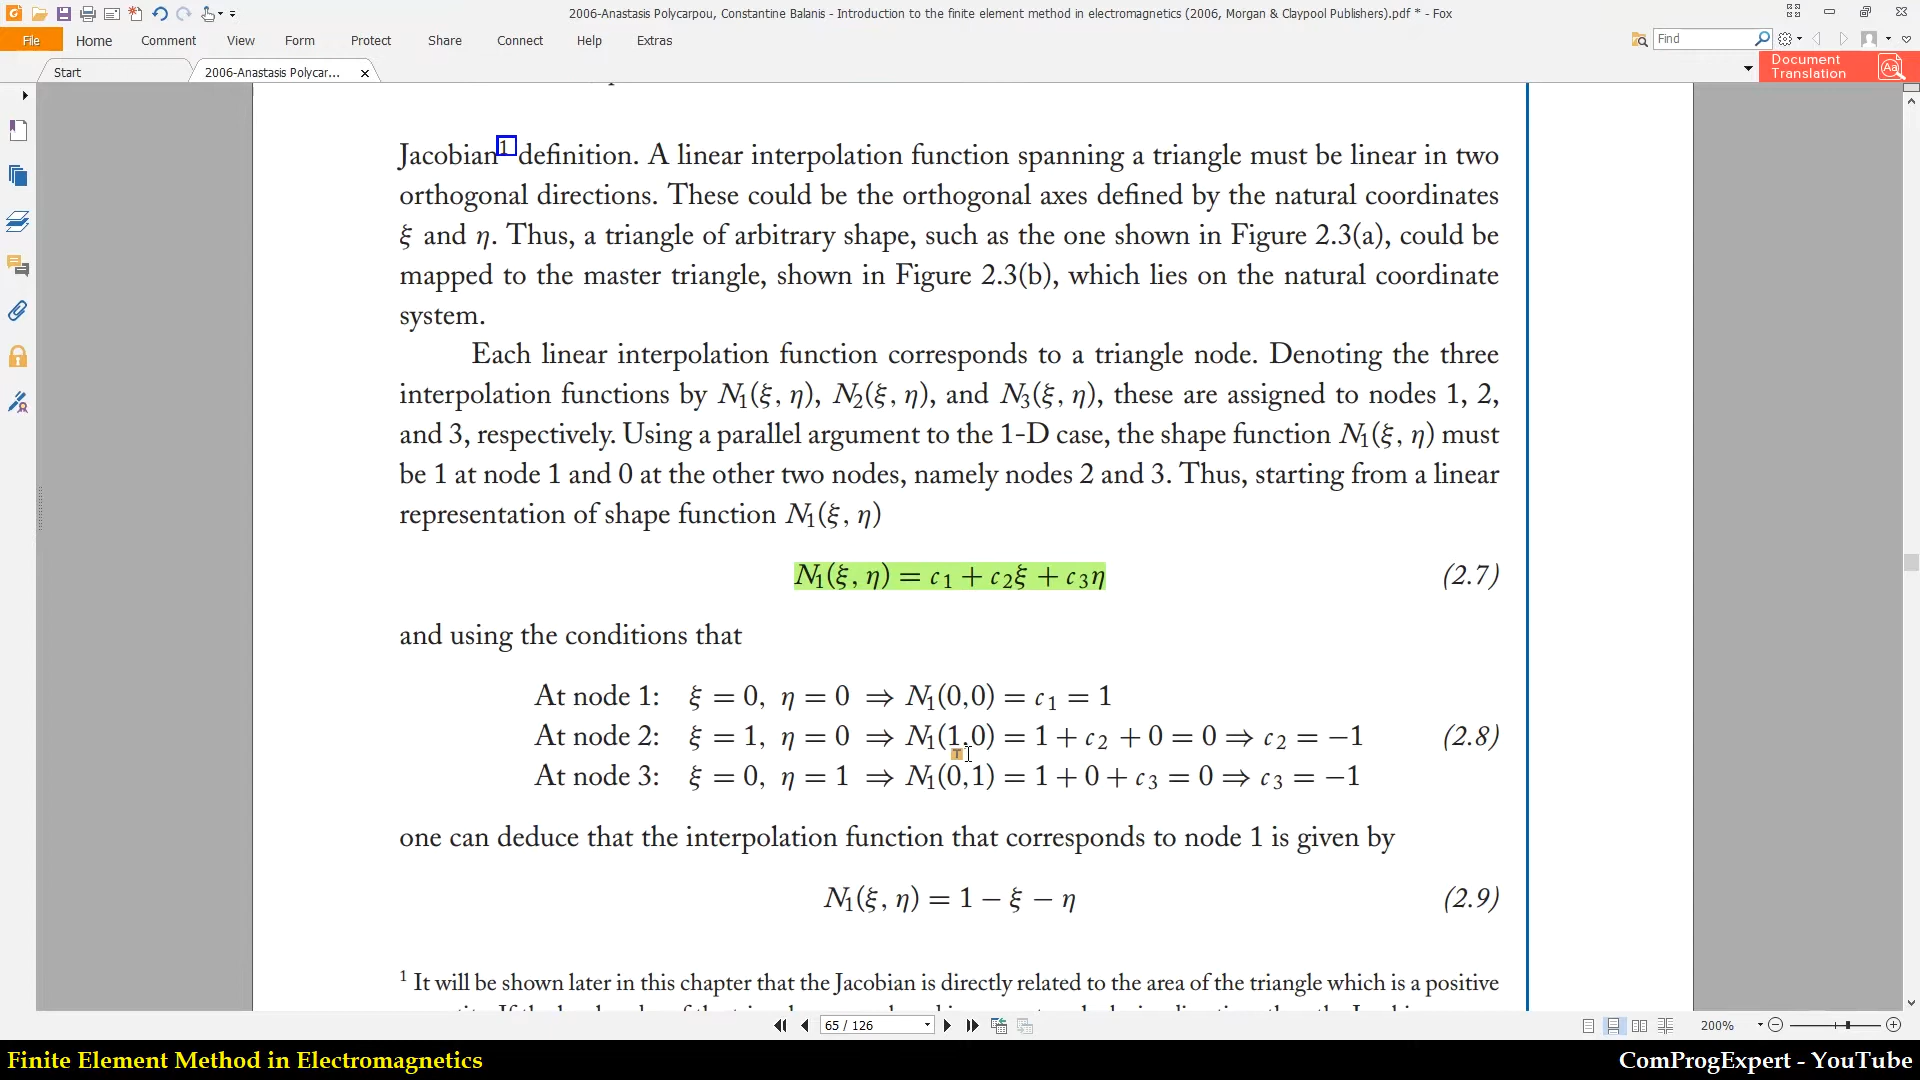 2006-Anastasis Polycarpou, Constantine Balanis - Introduction to the finite element method in electromagnetics (2006, Morgan & Claypool Publishers).pdf * - Fox
File Home Comment View Form Protect Share Connect Help Extras Find
Start 2006-Anastasis Polycar... Document Translation
Jacobian¹ definition. A linear interpolation function spanning a triangle must be linear in two
orthogonal directions. These could be the orthogonal axes defined by the natural coordinates
ξ and η. Thus, a triangle of arbitrary shape, such as the one shown in Figure 2.3(a), could be
mapped to the master triangle, shown in Figure 2.3(b), which lies on the natural coordinate
system.
Each linear interpolation function corresponds to a triangle node. Denoting the three
interpolation functions by N₁(ξ, η), N₂(ξ, η), and N₃(ξ, η), these are assigned to nodes 1, 2,
and 3, respectively. Using a parallel argument to the 1-D case, the shape function N₁(ξ, η) must
be 1 at node 1 and 0 at the other two nodes, namely nodes 2 and 3. Thus, starting from a linear
representation of shape function N₁(ξ, η)
N₁(ξ, η) = c₁ + c₂ξ + c₃η (2.7)
and using the conditions that
At node 1: ξ = 0, η = 0 ⇒ N₁(0,0) = c₁ = 1
At node 2: ξ = 1, η = 0 ⇒ N₁(1,0) = 1 + c₂ + 0 = 0 ⇒ c₂ = −1 (2.8)
At node 3: ξ = 0, η = 1 ⇒ N₁(0,1) = 1 + 0 + c₃ = 0 ⇒ c₃ = −1
one can deduce that the interpolation function that corresponds to node 1 is given by
N₁(ξ, η) = 1 − ξ − η (2.9)
¹ It will be shown later in this chapter that the Jacobian is directly related to the area of the triangle which is a positive
65 / 126 200%
Finite Element Method in Electromagnetics ComProgExpert - YouTube